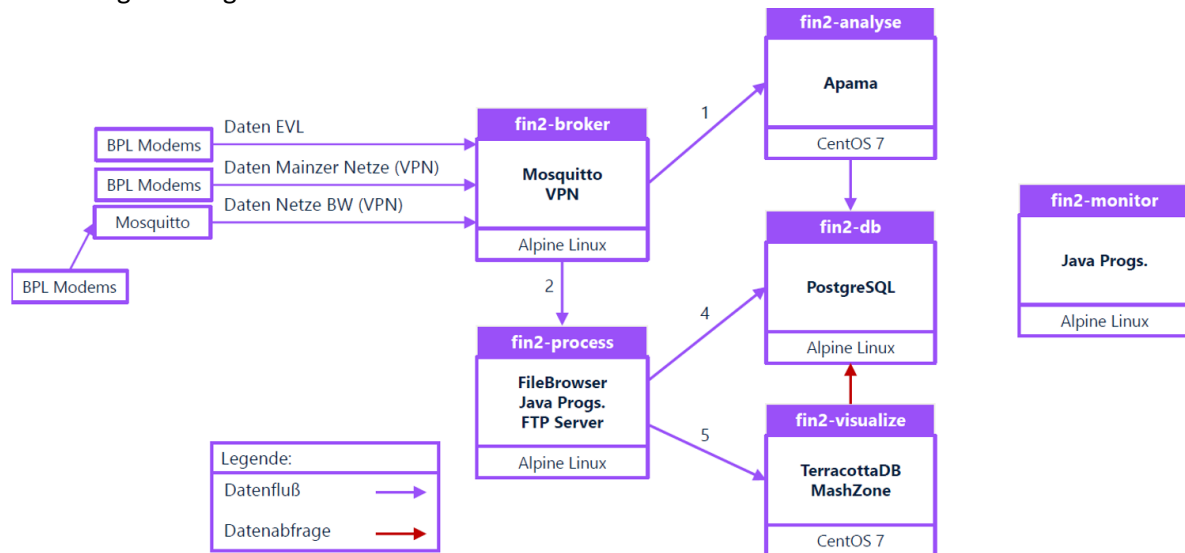 fin2-analyse
Apama
CentOS 7
1
fin2-broker
Mosquitto
VPN
Alpine Linux
Daten EVL
BPL Modems
Daten Mainzer Netze (VPN)
BPL Modems
Daten Netze BW (VPN)
Mosquitto
BPL Modems
2
fin2-db
PostgreSQL
Alpine Linux
fin2-monitor
Java Progs.
Alpine Linux
4
fin2-process
FileBrowser
Java Progs.
FTP Server
Alpine Linux
5
fin2-visualize
TerracottaDB
MashZone
CentOS 7
Legende:
Datenfluß
Datenabfrage